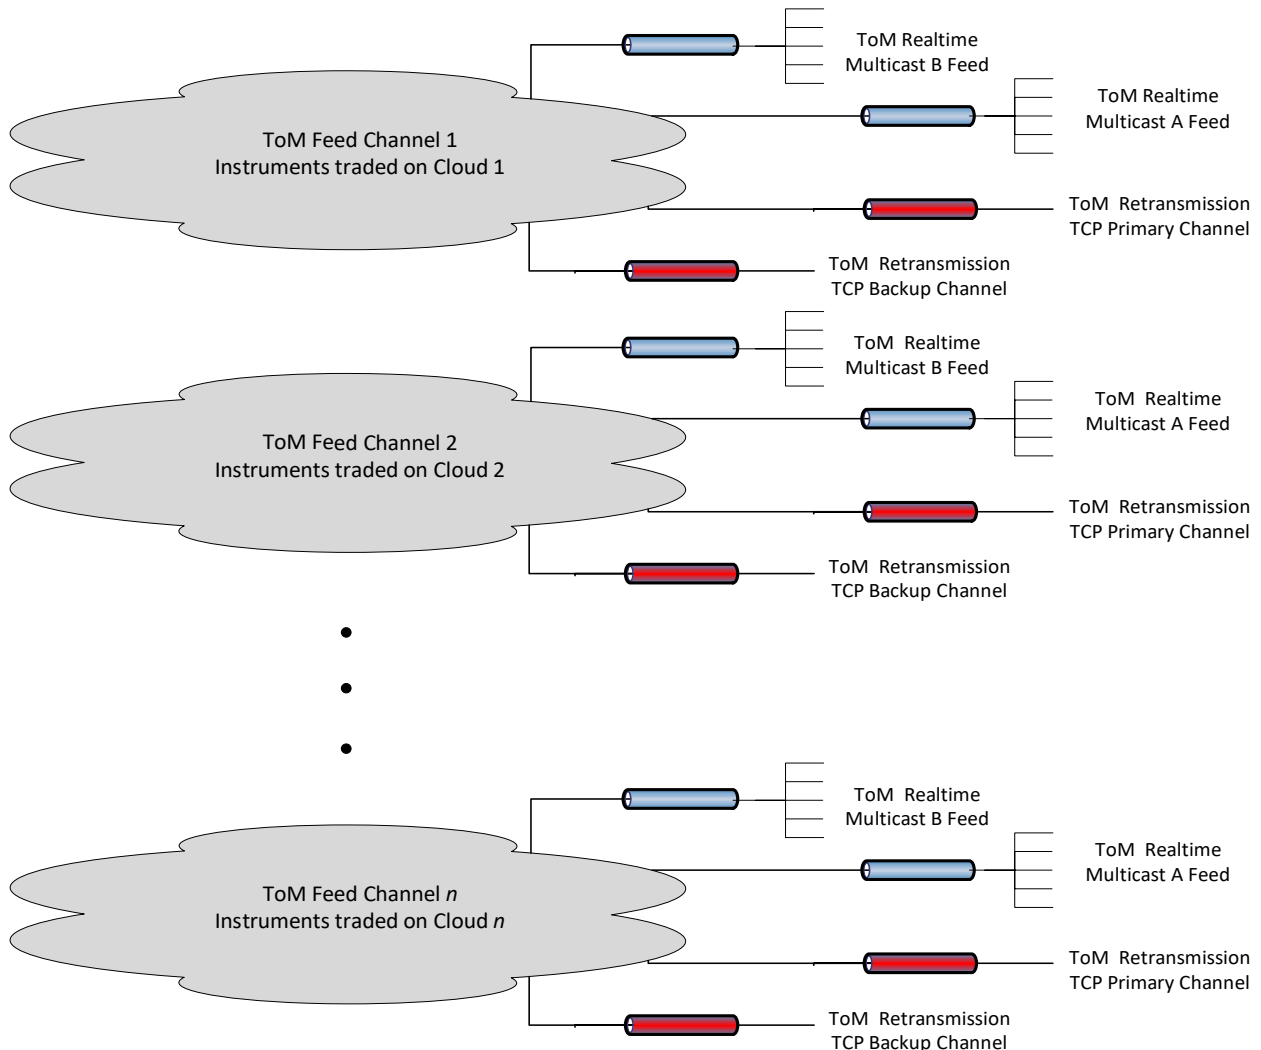 ToM Realtime
Multicast B Feed
ToM Realtime
Multicast A Feed
ToM Feed Channel 1
Instruments traded on Cloud 1
ToM Retransmission
TCP Primary Channel
ToM Retransmission
TCP Backup Channel
ToM Realtime
Multicast B Feed
ToM Realtime
Multicast A Feed
ToM Feed Channel 2
Instruments traded on Cloud 2
ToM Retransmission
TCP Primary Channel
ToM Retransmission
TCP Backup Channel
ToM Realtime
Multicast B Feed
ToM Realtime
Multicast A Feed
ToM Feed Channel n
Instruments traded on Cloud n
ToM Retransmission
TCP Primary Channel
ToM Retransmission
TCP Backup Channel